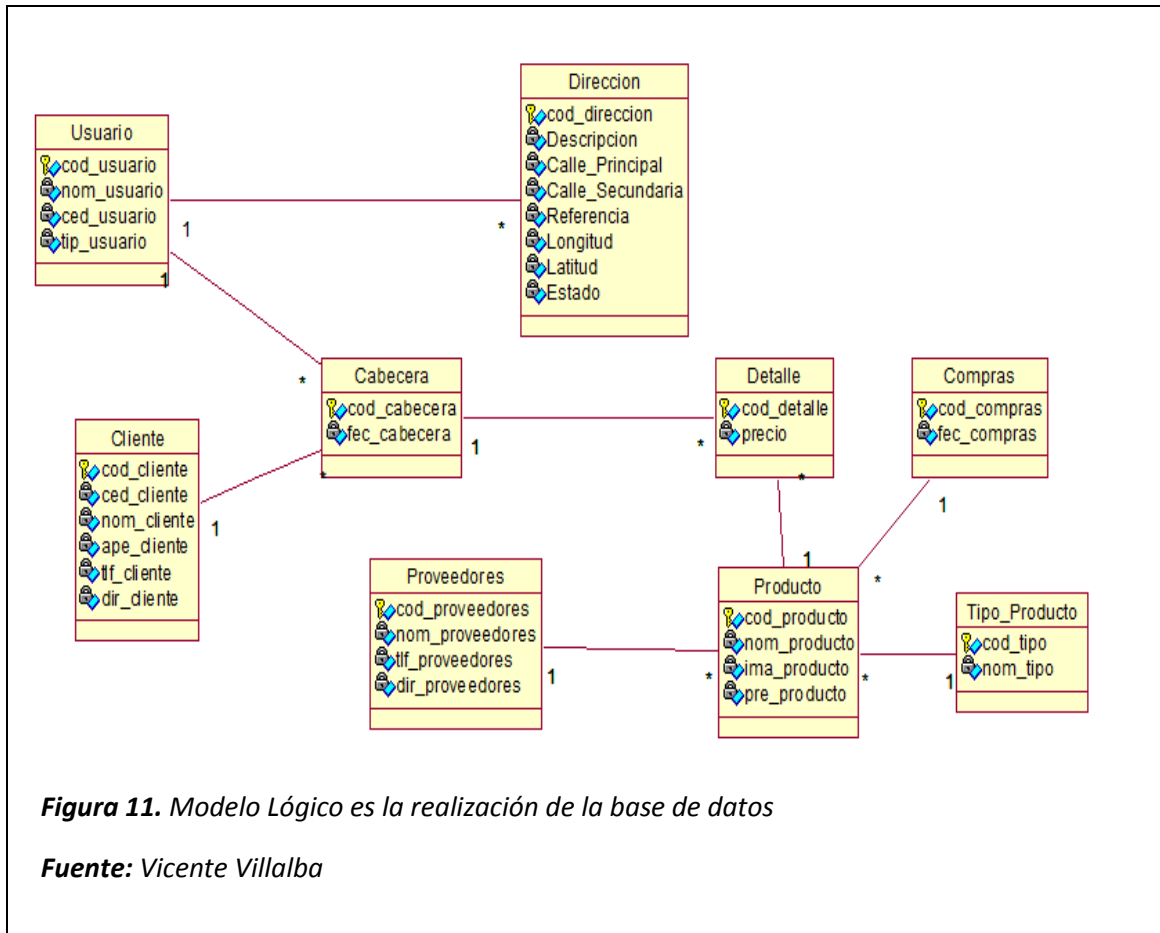 Direccion
cod_direccion
Descripcion
Calle_Principal
Calle_Secundaria
Referencia
Longitud
Latitud
Estado
Usuario
cod_usuario
nom_usuario
ced_usuario
tip_usuario
1
*
1
*
Cabecera
cod_cabecera
fec_cabecera
1
*
Detalle
cod_detalle
precio
*
1
Compras
cod_compras
fec_compras
1
*
Cliente
cod_cliente
ced_cliente
nom_cliente
ape_cliente
tlf_cliente
dir_cliente
1
*
Proveedores
cod_proveedores
nom_proveedores
tlf_proveedores
dir_proveedores
1
*
Producto
cod_producto
nom_producto
ima_producto
pre_producto
*
1
Tipo_Producto
cod_tipo
nom_tipo
Figura 11. Modelo Lógico es la realización de la base de datos
Fuente: Vicente Villalba